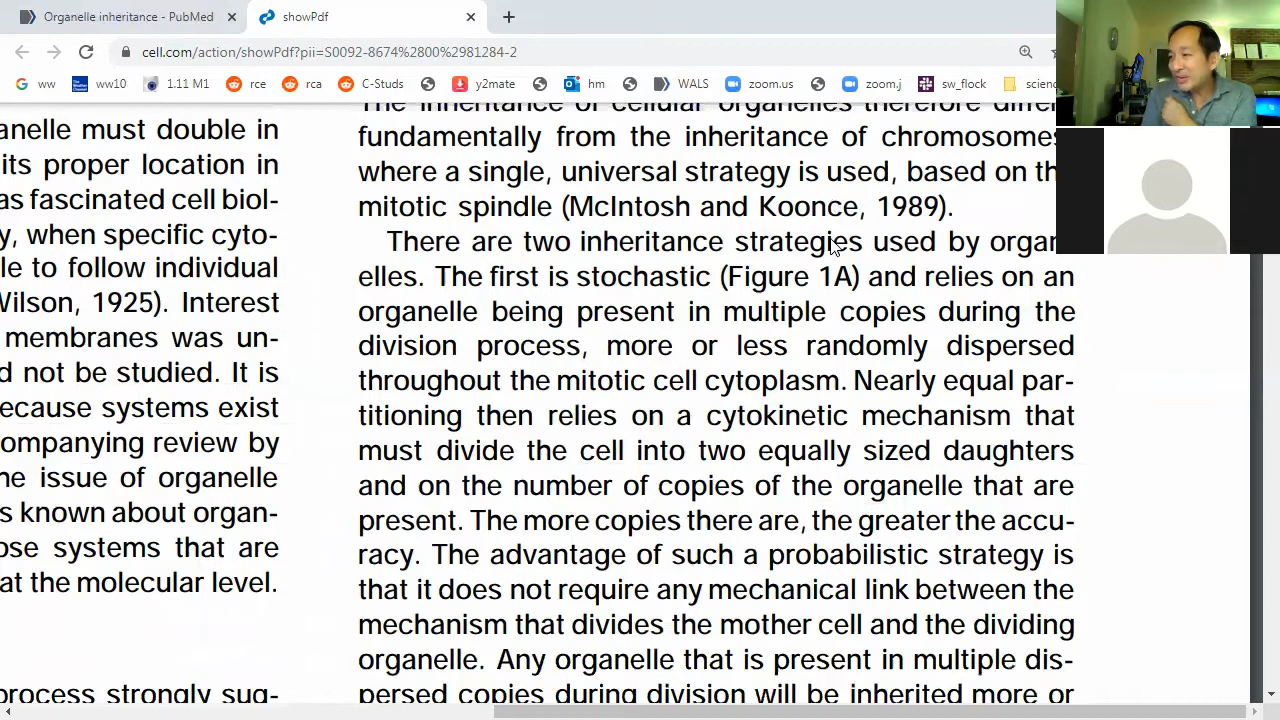 Organelle inheritance - PubMed
showPdf
cell.com/action/showPdf?pii=S0092-8674%2800%2981284-2
ww
ww10
1.11 M1
rce
rca
C-Studs
y2mate
hm
WALS
zoom.us
zoom.j
sw_flock
scienc
anelle must double in
its proper location in
as fascinated cell biol-
y, when specific cyto-
le to follow individual
Wilson, 1925). Interest
membranes was un-
d not be studied. It is
ecause systems exist
ompanying review by
he issue of organelle
s known about organ-
ose systems that are
at the molecular level.
process strongly sug-
The inheritance of cellular organelles therefore differ
fundamentally from the inheritance of chromosomes
where a single, universal strategy is used, based on th
mitotic spindle (McIntosh and Koonce, 1989).
There are two inheritance strategies used by organ
elles. The first is stochastic (Figure 1A) and relies on an
organelle being present in multiple copies during the
division process, more or less randomly dispersed
throughout the mitotic cell cytoplasm. Nearly equal par-
titioning then relies on a cytokinetic mechanism that
must divide the cell into two equally sized daughters
and on the number of copies of the organelle that are
present. The more copies there are, the greater the accu-
racy. The advantage of such a probabilistic strategy is
that it does not require any mechanical link between the
mechanism that divides the mother cell and the dividing
organelle. Any organelle that is present in multiple dis-
persed copies during division will be inherited more or